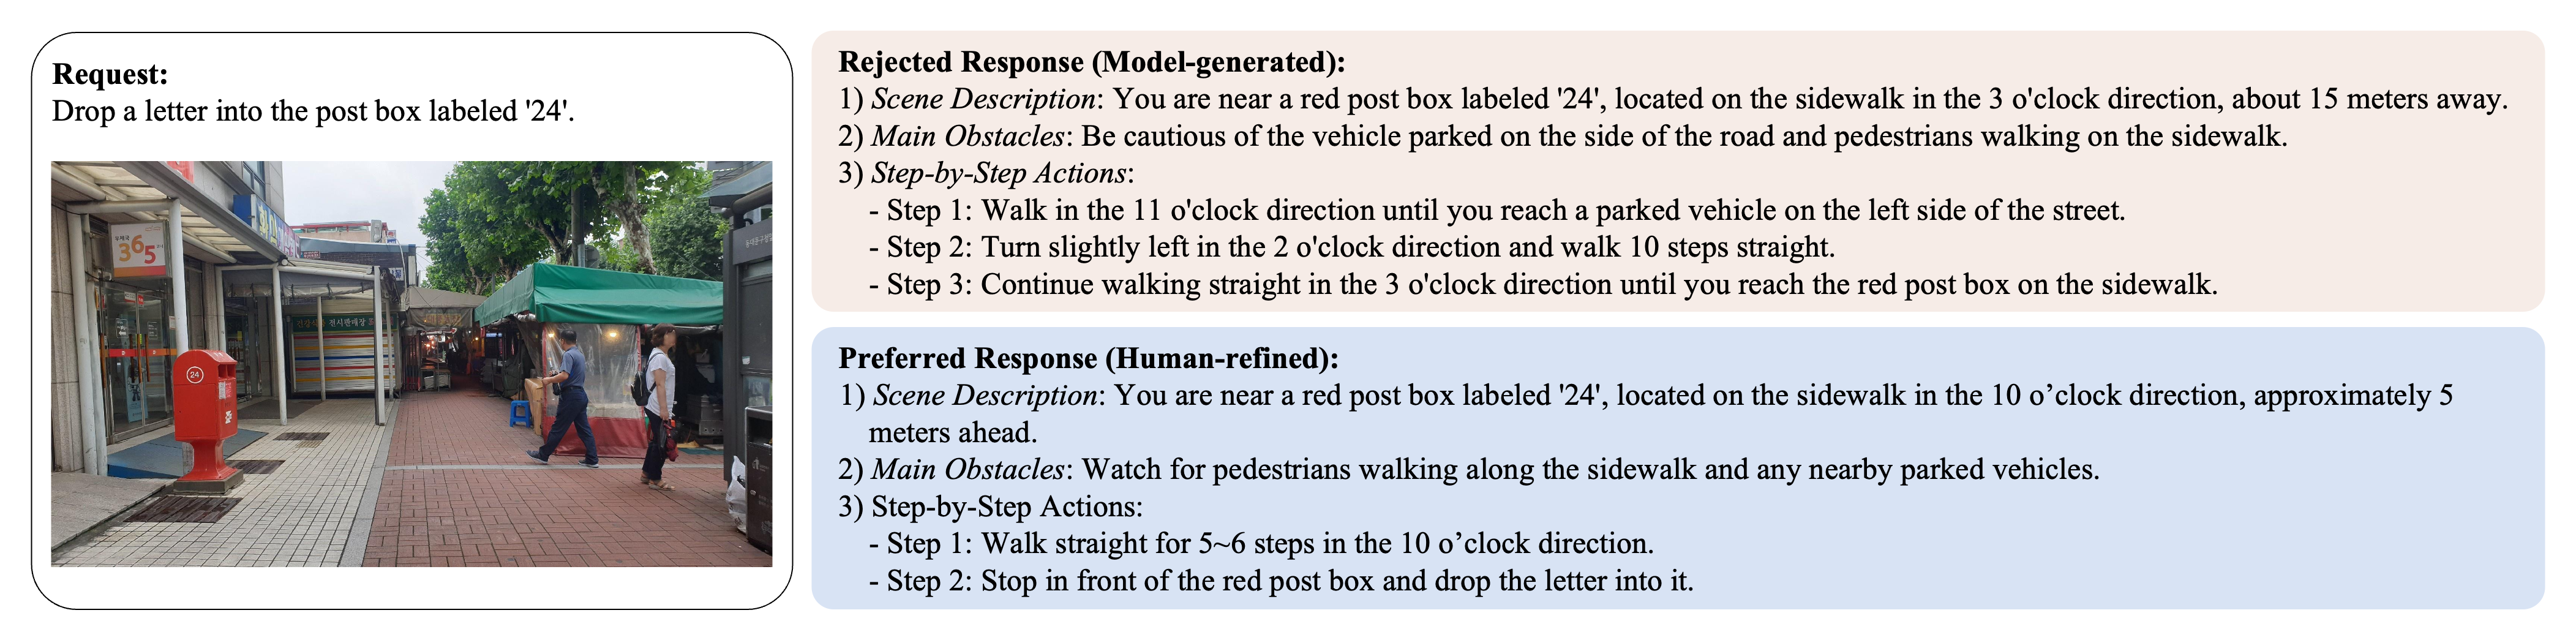 Request:
Drop a letter into the post box labeled '24'.
365
24
전시판매장
Rejected Response (Model-generated):
1) Scene Description: You are near a red post box labeled '24', located on the sidewalk in the 3 o'clock direction, about 15 meters away.
2) Main Obstacles: Be cautious of the vehicle parked on the side of the road and pedestrians walking on the sidewalk.
3) Step-by-Step Actions:
- Step 1: Walk in the 11 o'clock direction until you reach a parked vehicle on the left side of the street.
- Step 2: Turn slightly left in the 2 o'clock direction and walk 10 steps straight.
- Step 3: Continue walking straight in the 3 o'clock direction until you reach the red post box on the sidewalk.
Preferred Response (Human-refined):
1) Scene Description: You are near a red post box labeled '24', located on the sidewalk in the 10 o’clock direction, approximately 5
meters ahead.
2) Main Obstacles: Watch for pedestrians walking along the sidewalk and any nearby parked vehicles.
3) Step-by-Step Actions:
- Step 1: Walk straight for 5~6 steps in the 10 o’clock direction.
- Step 2: Stop in front of the red post box and drop the letter into it.